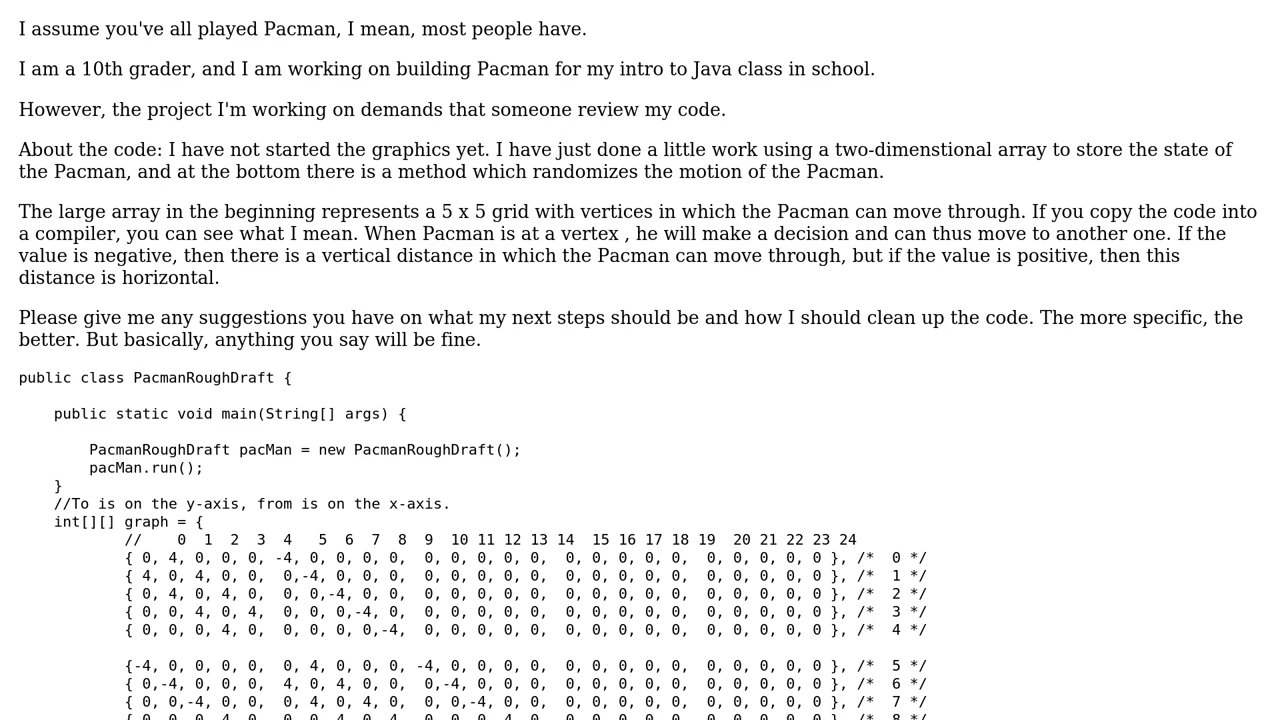 I assume you've all played Pacman, I mean, most people have.
I am a 10th grader, and I am working on building Pacman for my intro to Java class in school.
However, the project I'm working on demands that someone review my code.
About the code: I have not started the graphics yet. I have just done a little work using a two-dimenstional array to store the state of
the Pacman, and at the bottom there is a method which randomizes the motion of the Pacman.
The large array in the beginning represents a 5 x 5 grid with vertices in which the Pacman can move through. If you copy the code into
a compiler, you can see what I mean. When Pacman is at a vertex , he will make a decision and can thus move to another one. If the
value is negative, then there is a vertical distance in which the Pacman can move through, but if the value is positive, then this
distance is horizontal.
Please give me any suggestions you have on what my next steps should be and how I should clean up the code. The more specific, the
better. But basically, anything you say will be fine.
public class PacmanRoughDraft {
    public static void main(String[] args) {
        PacmanRoughDraft pacMan = new PacmanRoughDraft();
        pacMan.run();
    }
    //To is on the y-axis, from is on the x-axis.
    int[][] graph = {
            //    0  1  2  3  4   5  6  7  8  9  10 11 12 13 14  15 16 17 18 19  20 21 22 23 24
            { 0, 4, 0, 0, 0, -4, 0, 0, 0, 0,  0, 0, 0, 0, 0,  0, 0, 0, 0, 0,  0, 0, 0, 0, 0 }, /*  0 */
            { 4, 0, 4, 0, 0,  0,-4, 0, 0, 0,  0, 0, 0, 0, 0,  0, 0, 0, 0, 0,  0, 0, 0, 0, 0 }, /*  1 */
            { 0, 4, 0, 4, 0,  0, 0,-4, 0, 0,  0, 0, 0, 0, 0,  0, 0, 0, 0, 0,  0, 0, 0, 0, 0 }, /*  2 */
            { 0, 0, 4, 0, 4,  0, 0, 0,-4, 0,  0, 0, 0, 0, 0,  0, 0, 0, 0, 0,  0, 0, 0, 0, 0 }, /*  3 */
            { 0, 0, 0, 4, 0,  0, 0, 0, 0,-4,  0, 0, 0, 0, 0,  0, 0, 0, 0, 0,  0, 0, 0, 0, 0 }, /*  4 */
            {-4, 0, 0, 0, 0,  0, 4, 0, 0, 0, -4, 0, 0, 0, 0,  0, 0, 0, 0, 0,  0, 0, 0, 0, 0 }, /*  5 */
            { 0,-4, 0, 0, 0,  4, 0, 4, 0, 0,  0,-4, 0, 0, 0,  0, 0, 0, 0, 0,  0, 0, 0, 0, 0 }, /*  6 */
            { 0, 0,-4, 0, 0,  0, 4, 0, 4, 0,  0, 0,-4, 0, 0,  0, 0, 0, 0, 0,  0, 0, 0, 0, 0 }, /*  7 */